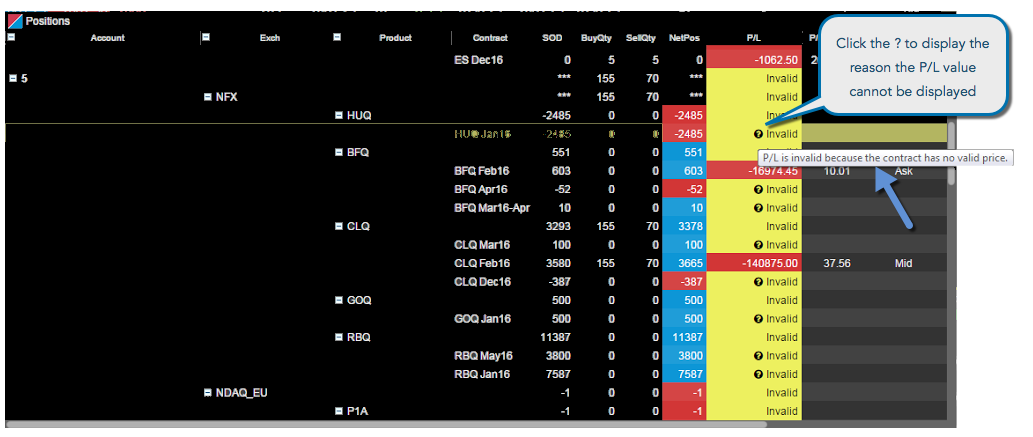 Positions
Account Exch Product Contract SOD BuyQty SellQty NetPos P/L
ES Dec16 0 5 5 0 -1062.50
5 *** 155 70 *** Invalid
NFX *** 155 70 *** Invalid
HUQ -2485 0 0 -2485 Invalid
HUQ Jan16 -2485 0 0 -2485 ? Invalid
BFQ 551 0 0 551
BFQ Feb16 603 0 0 603 -16974.45 10.01 Ask
BFQ Apr16 -52 0 0 -52 ? Invalid
BFQ Mar16-Apr 10 0 0 10 ? Invalid
CLQ 3293 155 70 3378 Invalid
CLQ Mar16 100 0 0 100 ? Invalid
CLQ Feb16 3580 155 70 3665 -140875.00 37.56 Mid
CLQ Dec16 -387 0 0 -387 ? Invalid
GOQ 500 0 0 500 Invalid
GOQ Jan16 500 0 0 500 ? Invalid
RBQ 11387 0 0 11387 Invalid
RBQ May16 3800 0 0 3800 ? Invalid
RBQ Jan16 7587 0 0 7587 ? Invalid
NDAQ_EU -1 0 0 -1 Invalid
P1A -1 0 0 -1 Invalid
Click the ? to display the
reason the P/L value
cannot be displayed
P/L is invalid because the contract has no valid price.